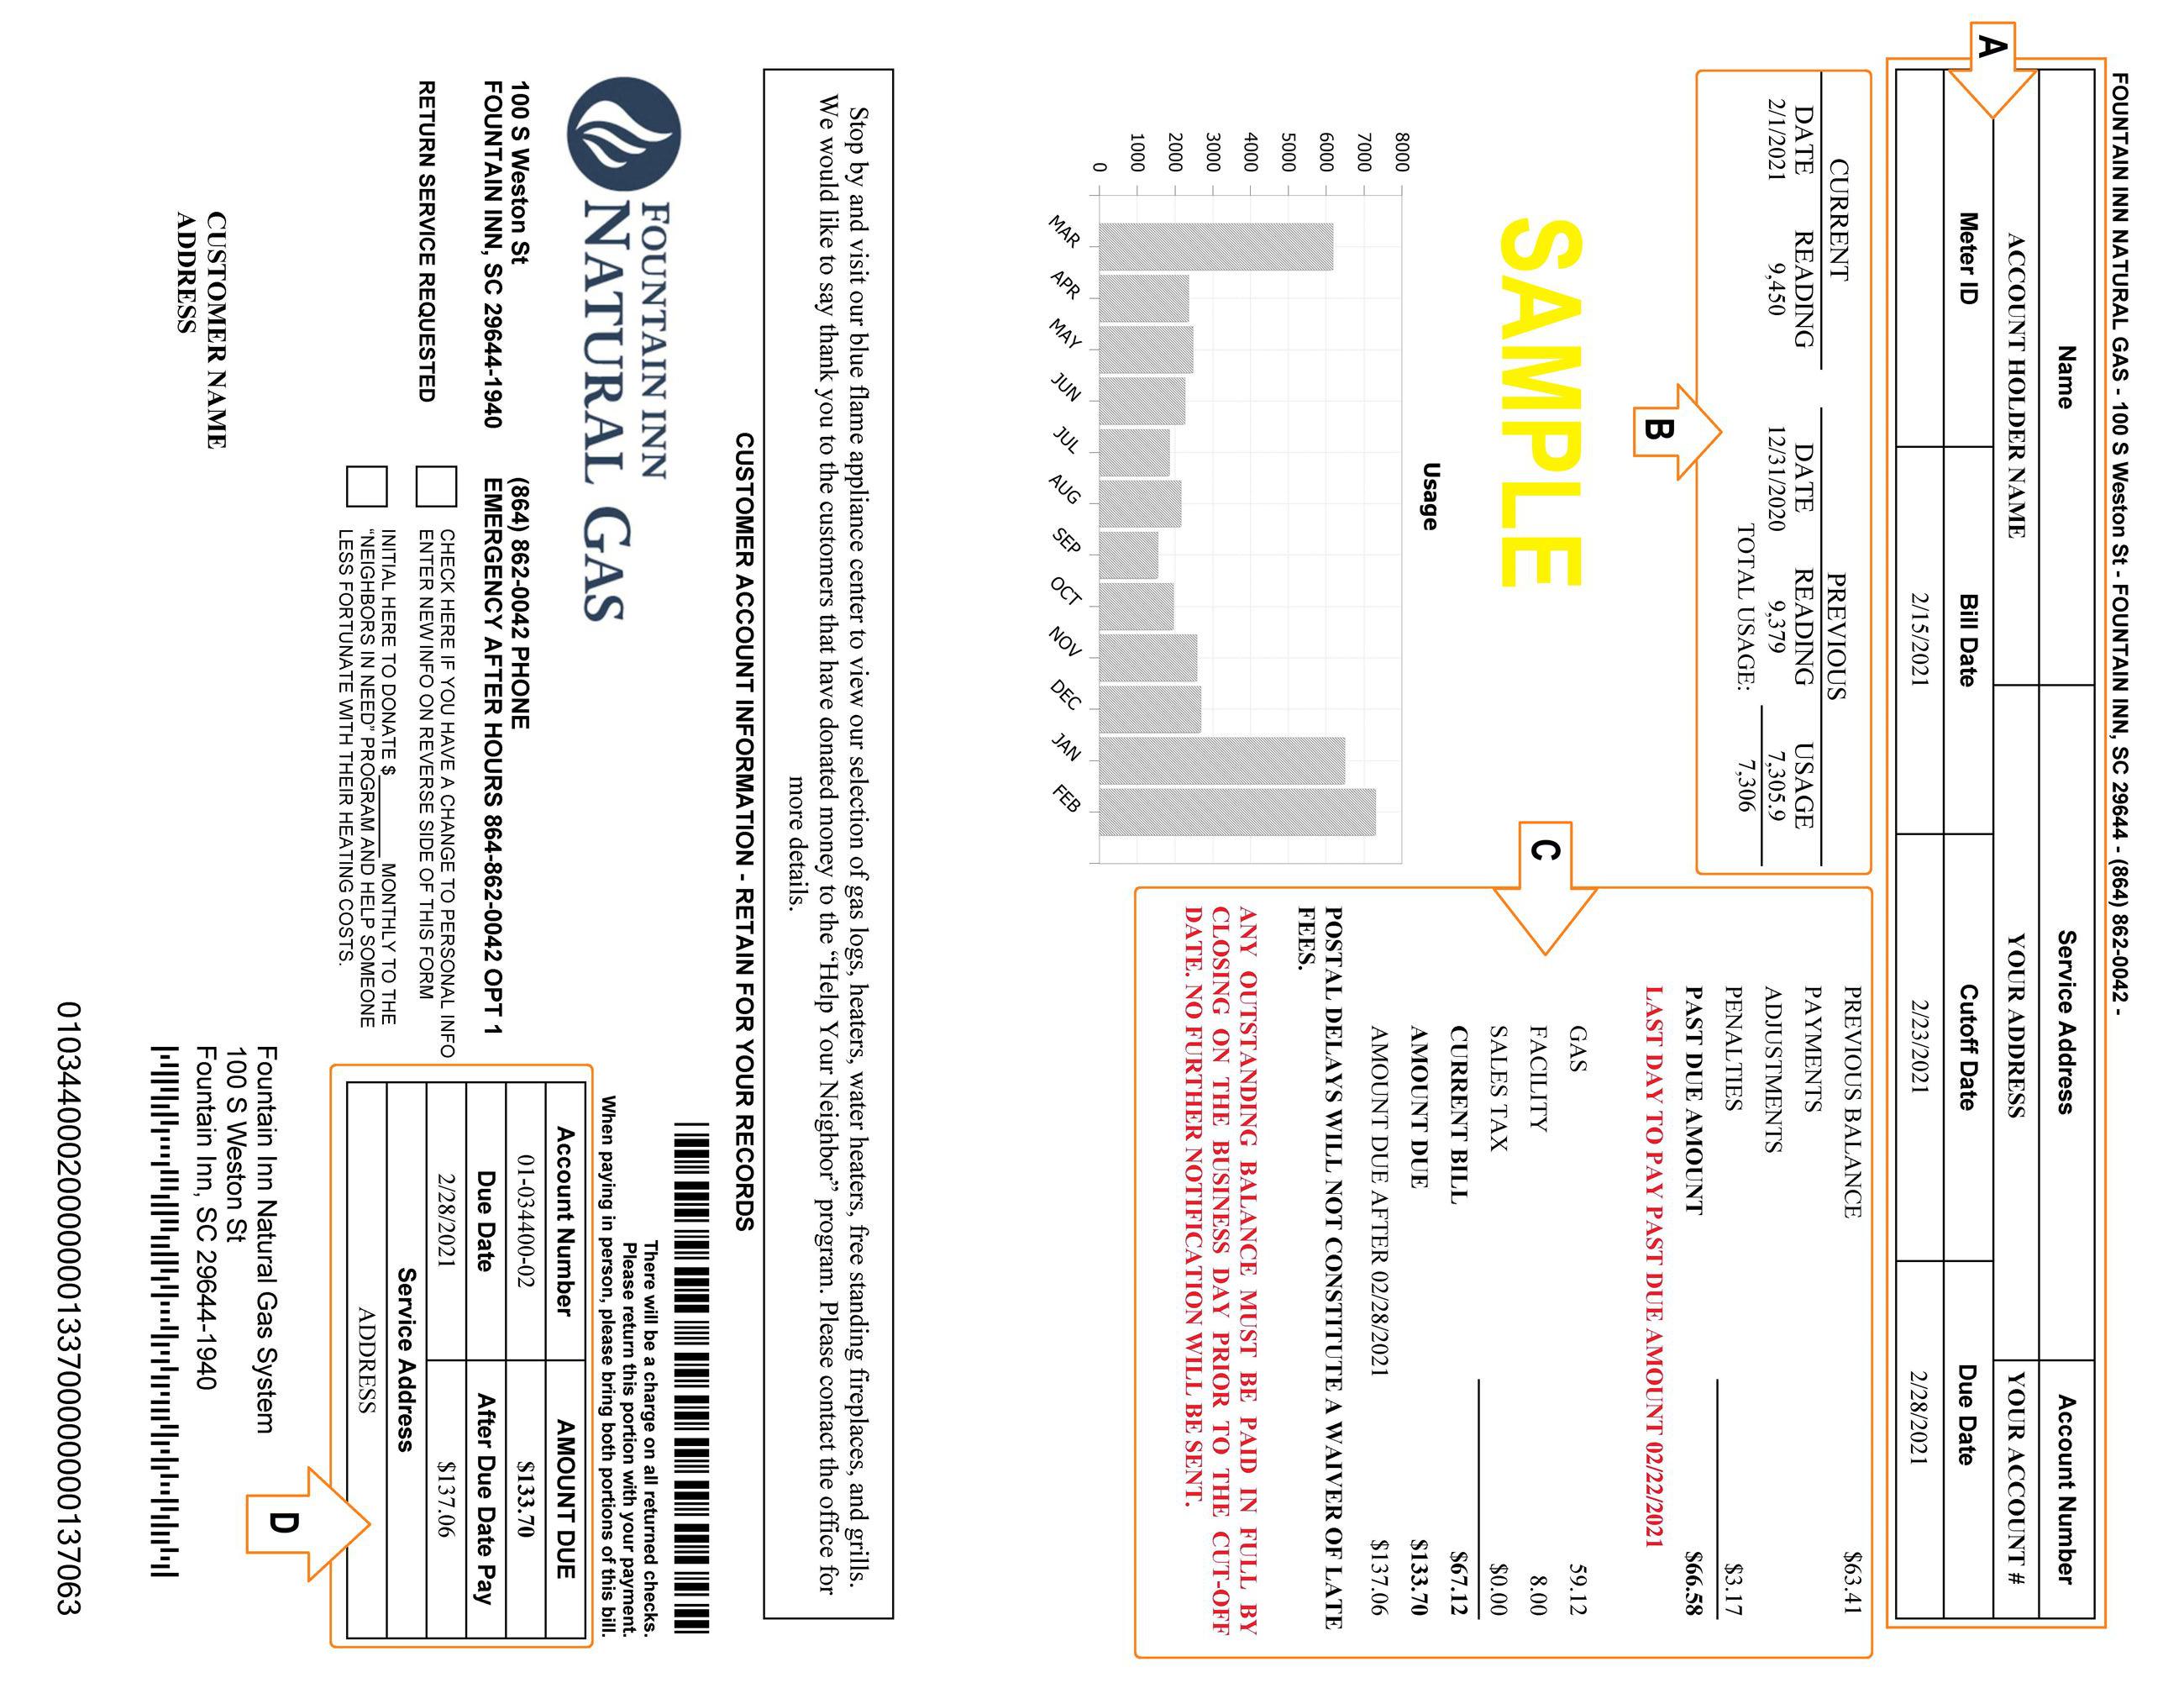 FOUNTAIN INN NATURAL GAS - 100 S Weston St - FOUNTAIN INN, SC 29644 - (864) 862-0042 -
A
Name Service Address Account Number
ACCOUNT HOLDER NAME YOUR ADDRESS YOUR ACCOUNT #
Meter ID Bill Date Cutoff Date Due Date
2/15/2021 2/23/2021 2/28/2021
CURRENT PREVIOUS
DATE READING DATE READING USAGE
2/1/2021 9,450 12/31/2020 9,379 7,305.9
TOTAL USAGE: 7,306
B
SAMPLE
Usage
8000
7000
6000
5000
4000
3000
2000
1000
0
MAR APR MAY JUN JUL AUG SEP OCT NOV DEC JAN FEB
C
PREVIOUS BALANCE $63.41
PAYMENTS
ADJUSTMENTS
PENALTIES $3.17
PAST DUE AMOUNT $66.58
LAST DAY TO PAY PAST DUE AMOUNT 02/22/2021
GAS 59.12
FACILITY 8.00
SALES TAX $0.00
CURRENT BILL $67.12
AMOUNT DUE $133.70
AMOUNT DUE AFTER 02/28/2021 $137.06
POSTAL DELAYS WILL NOT CONSTITUTE A WAIVER OF LATE
FEES.
ANY OUTSTANDING BALANCE MUST BE PAID IN FULL BY
CLOSING ON THE BUSINESS DAY PRIOR TO THE CUT-OFF
DATE. NO FURTHER NOTIFICATION WILL BE SENT.
Stop by and visit our blue flame appliance center to view our selection of gas logs, heaters, water heaters, free standing fireplaces, and grills.
We would like to say thank you to the customers that have donated money to the “Help Your Neighbor” program. Please contact the office for
more details.
CUSTOMER ACCOUNT INFORMATION - RETAIN FOR YOUR RECORDS
FOUNTAIN INN
NATURAL GAS
100 S Weston St
FOUNTAIN INN, SC 29644-1940
(864) 862-0042 PHONE
EMERGENCY AFTER HOURS 864-862-0042 OPT 1
RETURN SERVICE REQUESTED
CHECK HERE IF YOU HAVE A CHANGE TO PERSONAL INFO
ENTER NEW INFO ON REVERSE SIDE OF THIS FORM
INITIAL HERE TO DONATE $______ MONTHLY TO THE
“NEIGHBORS IN NEED” PROGRAM AND HELP SOMEONE
LESS FORTUNATE WITH THEIR HEATING COSTS.
There will be a charge on all returned checks.
Please return this portion with your payment.
When paying in person, please bring both portions of this bill.
Account Number AMOUNT DUE
01-034400-02 $133.70
Due Date After Due Date Pay
2/28/2021 $137.06
Service Address
ADDRESS
D
CUSTOMER NAME
ADDRESS
Fountain Inn Natural Gas System
100 S Weston St
Fountain Inn, SC 29644-1940